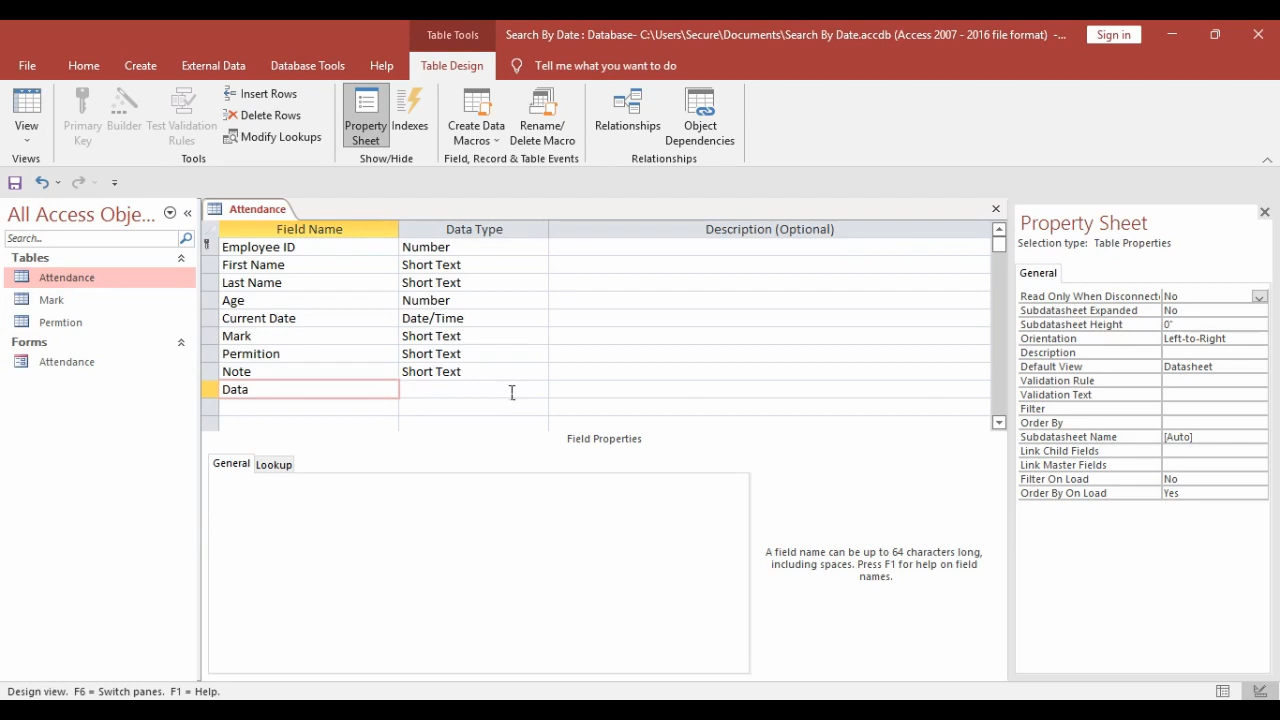 Table Tools
Search By Date : Database- C:\Users\Secure\Documents\Search By Date.accdb (Access 2007 - 2016 file format) -...
Sign in
File Home Create External Data Database Tools Help Table Design Tell me what you want to do
View
Primary Key
Builder
Test Validation Rules
Insert Rows
Delete Rows
Modify Lookups
Property Sheet
Indexes
Create Data Macros
Rename/ Delete Macro
Relationships
Object Dependencies
Views Tools Show/Hide Field, Record & Table Events Relationships
All Access Obje...
Search...
Tables
Attendance
Mark
Permtion
Forms
Attendance
Attendance
Field Name Data Type Description (Optional)
Employee ID Number
First Name Short Text
Last Name Short Text
Age Number
Current Date Date/Time
Mark Short Text
Permition Short Text
Note Short Text
Data
Field Properties
General Lookup
A field name can be up to 64 characters long,
including spaces. Press F1 for help on field
names.
Property Sheet
Selection type: Table Properties
General
Read Only When Disconnect No
Subdatasheet Expanded No
Subdatasheet Height 0"
Orientation Left-to-Right
Description
Default View Datasheet
Validation Rule
Validation Text
Filter
Order By
Subdatasheet Name [Auto]
Link Child Fields
Link Master Fields
Filter On Load No
Order By On Load Yes
Design view. F6 = Switch panes. F1 = Help.